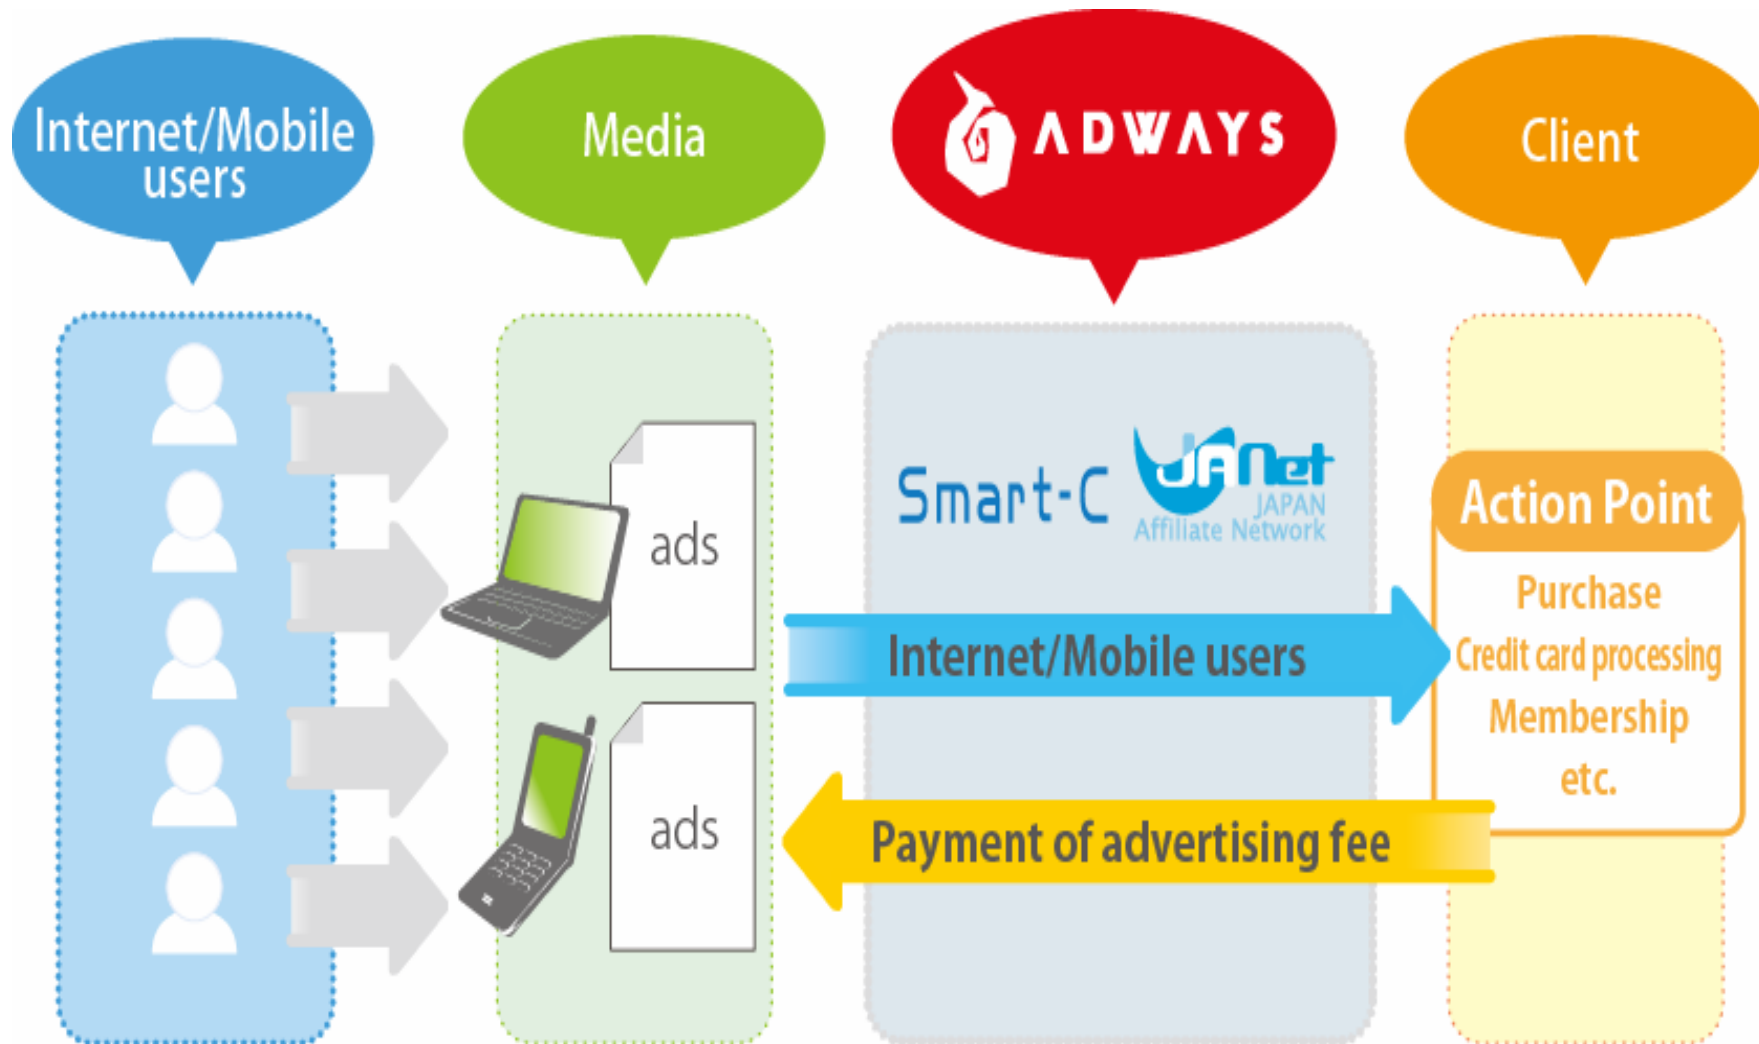 Internet/Mobile
users
Media
ADWAYS
Client
ads
ads
Smart-C
JANet
JAPAN
Affiliate Network
Internet/Mobile users
Payment of advertising fee
Action Point
Purchase
Credit card processing
Membership
etc.